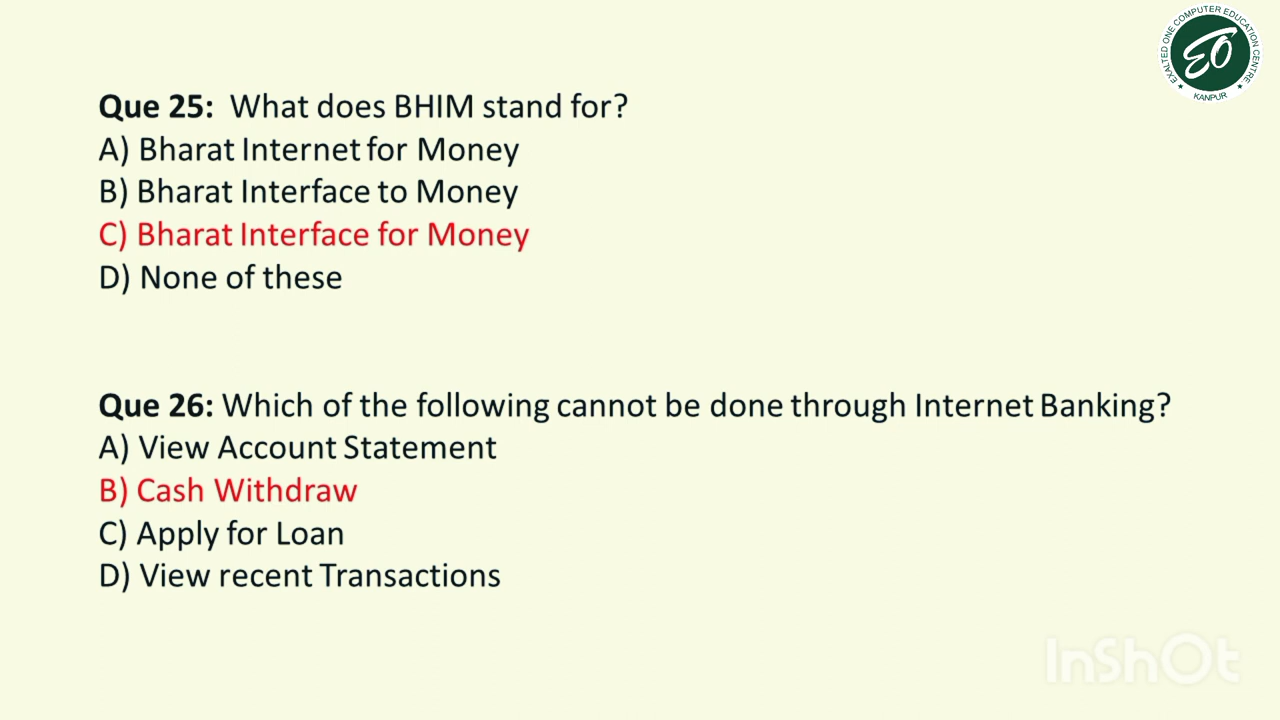 EXALTED ONE COMPUTER EDUCATION CENTRE
EO
★ KANPUR ★
Que 25: What does BHIM stand for?
A) Bharat Internet for Money
B) Bharat Interface to Money
C) Bharat Interface for Money
D) None of these
Que 26: Which of the following cannot be done through Internet Banking?
A) View Account Statement
B) Cash Withdraw
C) Apply for Loan
D) View recent Transactions
InShOt